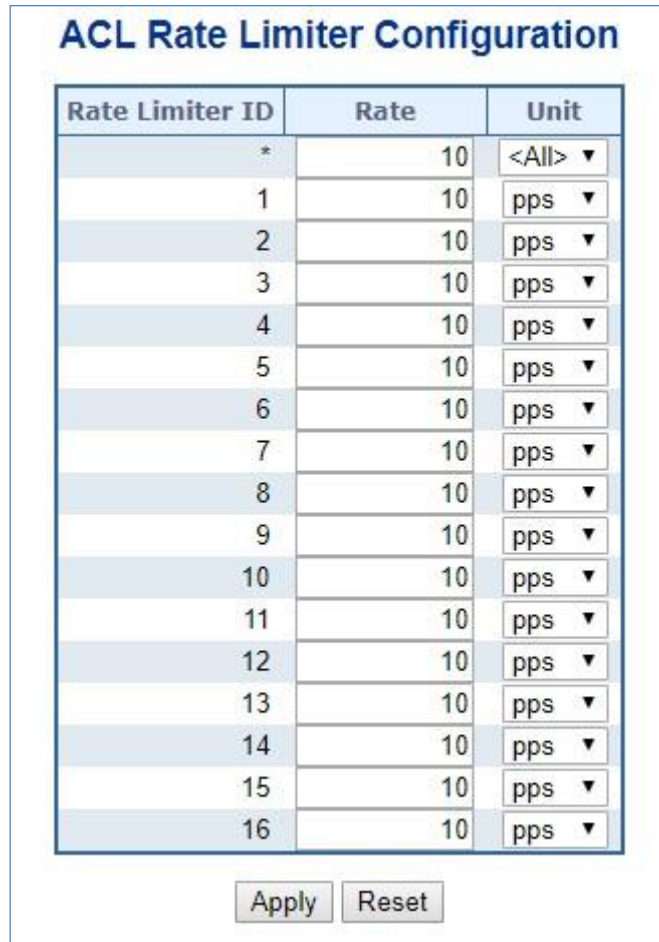 ACL Rate Limiter Configuration
Rate Limiter ID Rate Unit
* 10 <All>
1 10 pps
2 10 pps
3 10 pps
4 10 pps
5 10 pps
6 10 pps
7 10 pps
8 10 pps
9 10 pps
10 10 pps
11 10 pps
12 10 pps
13 10 pps
14 10 pps
15 10 pps
16 10 pps
Apply Reset